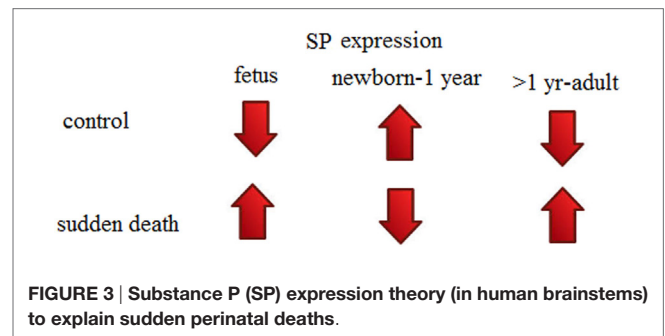 SP expression
fetus newborn-1 year >1 yr-adult
control
sudden death
FIGURE 3 | Substance P (SP) expression theory (in human brainstems)
to explain sudden perinatal deaths.